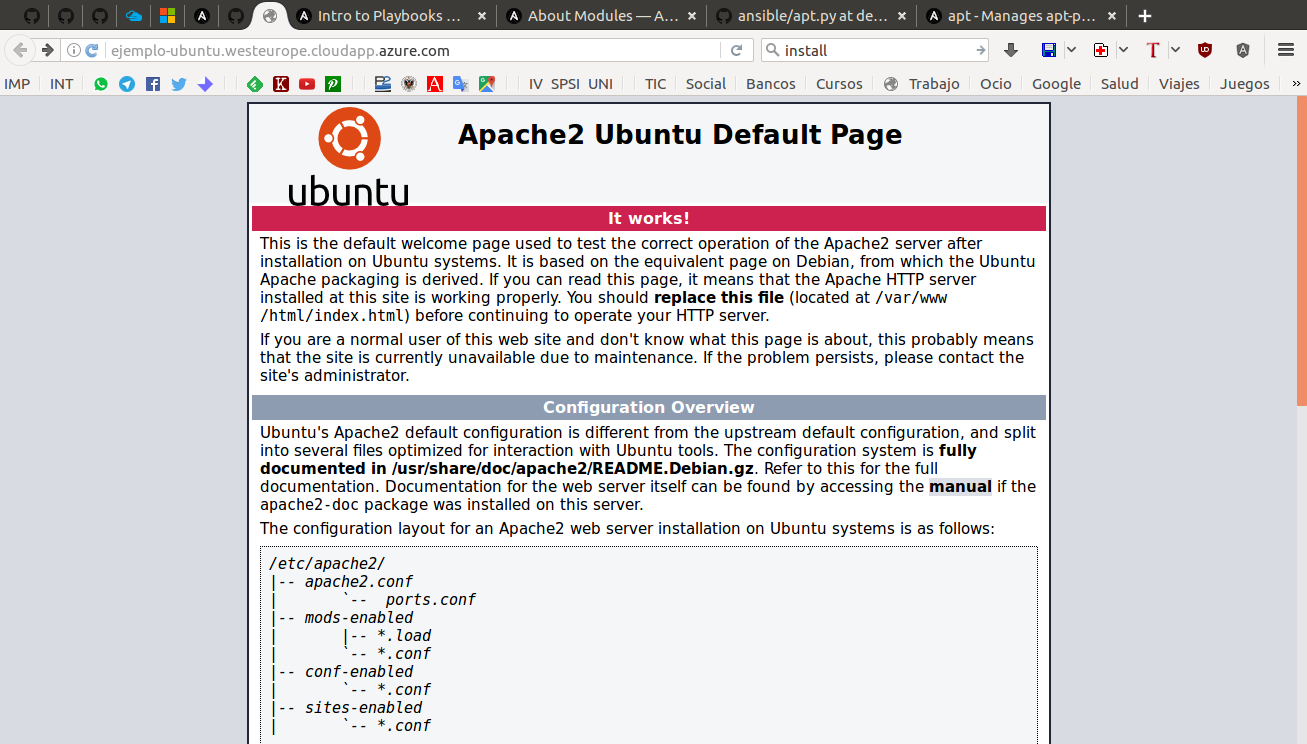 Intro to Playbooks ... × About Modules — A... × ansible/apt.py at de... × apt - Manages apt-p... ×
ejemplo-ubuntu.westeurope.cloudapp.azure.com install
IMP INT IV SPSI UNI TIC Social Bancos Cursos Trabajo Ocio Google Salud Viajes Juegos »
ubuntu
Apache2 Ubuntu Default Page
It works!
This is the default welcome page used to test the correct operation of the Apache2 server after
installation on Ubuntu systems. It is based on the equivalent page on Debian, from which the Ubuntu
Apache packaging is derived. If you can read this page, it means that the Apache HTTP server
installed at this site is working properly. You should replace this file (located at /var/www
/html/index.html) before continuing to operate your HTTP server.
If you are a normal user of this web site and don't know what this page is about, this probably means
that the site is currently unavailable due to maintenance. If the problem persists, please contact the
site's administrator.
Configuration Overview
Ubuntu's Apache2 default configuration is different from the upstream default configuration, and split
into several files optimized for interaction with Ubuntu tools. The configuration system is fully
documented in /usr/share/doc/apache2/README.Debian.gz. Refer to this for the full
documentation. Documentation for the web server itself can be found by accessing the manual if the
apache2-doc package was installed on this server.
The configuration layout for an Apache2 web server installation on Ubuntu systems is as follows:
/etc/apache2/
|-- apache2.conf
|       `--  ports.conf
|-- mods-enabled
|       |-- *.load
|       `-- *.conf
|-- conf-enabled
|       `-- *.conf
|-- sites-enabled
|       `-- *.conf